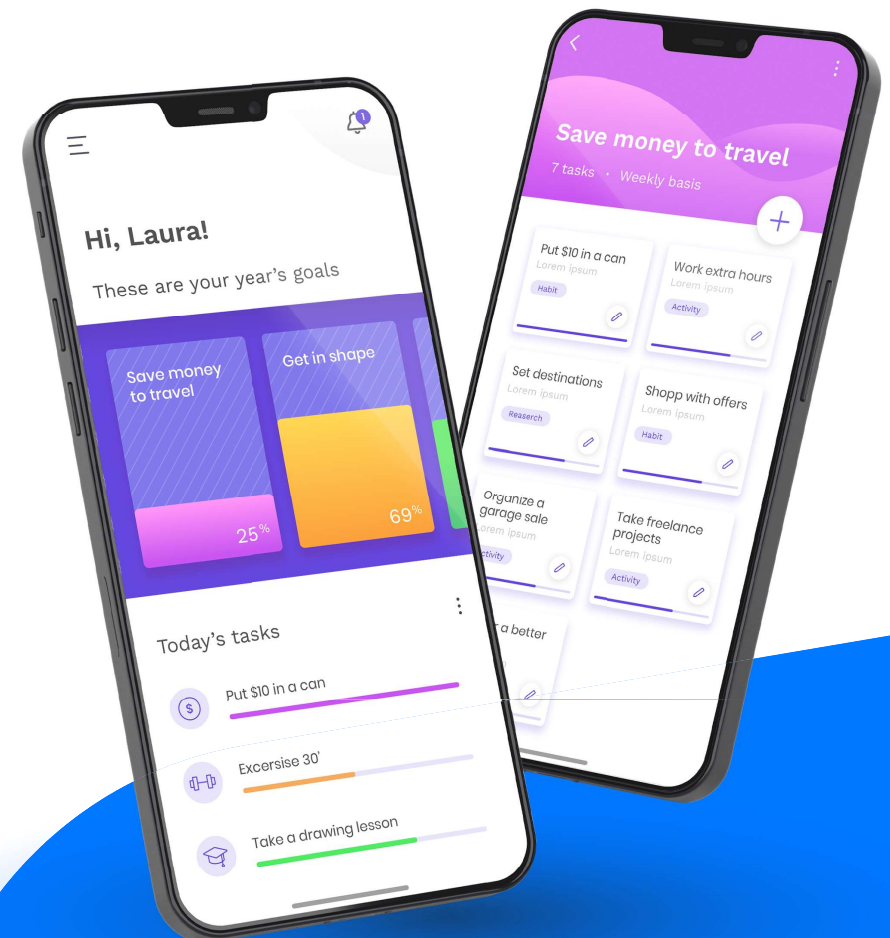 1
Hi, Laura!
These are your year's goals
Save money
to travel
25%
Get in shape
69%
Today's tasks
$
Put $10 in a can
Excersise 30'
Take a drawing lesson
Save money to travel
7 tasks · Weekly basis
Put $10 in a can
Lorem ipsum
Habit
Work extra hours
Lorem ipsum
Activity
Set destinations
Lorem ipsum
Reaserch
Shopp with offers
Lorem ipsum
Habit
Organize a
garage sale
Lorem ipsum
Activity
Take freelance
projects
Lorem ipsum
Activity
a better